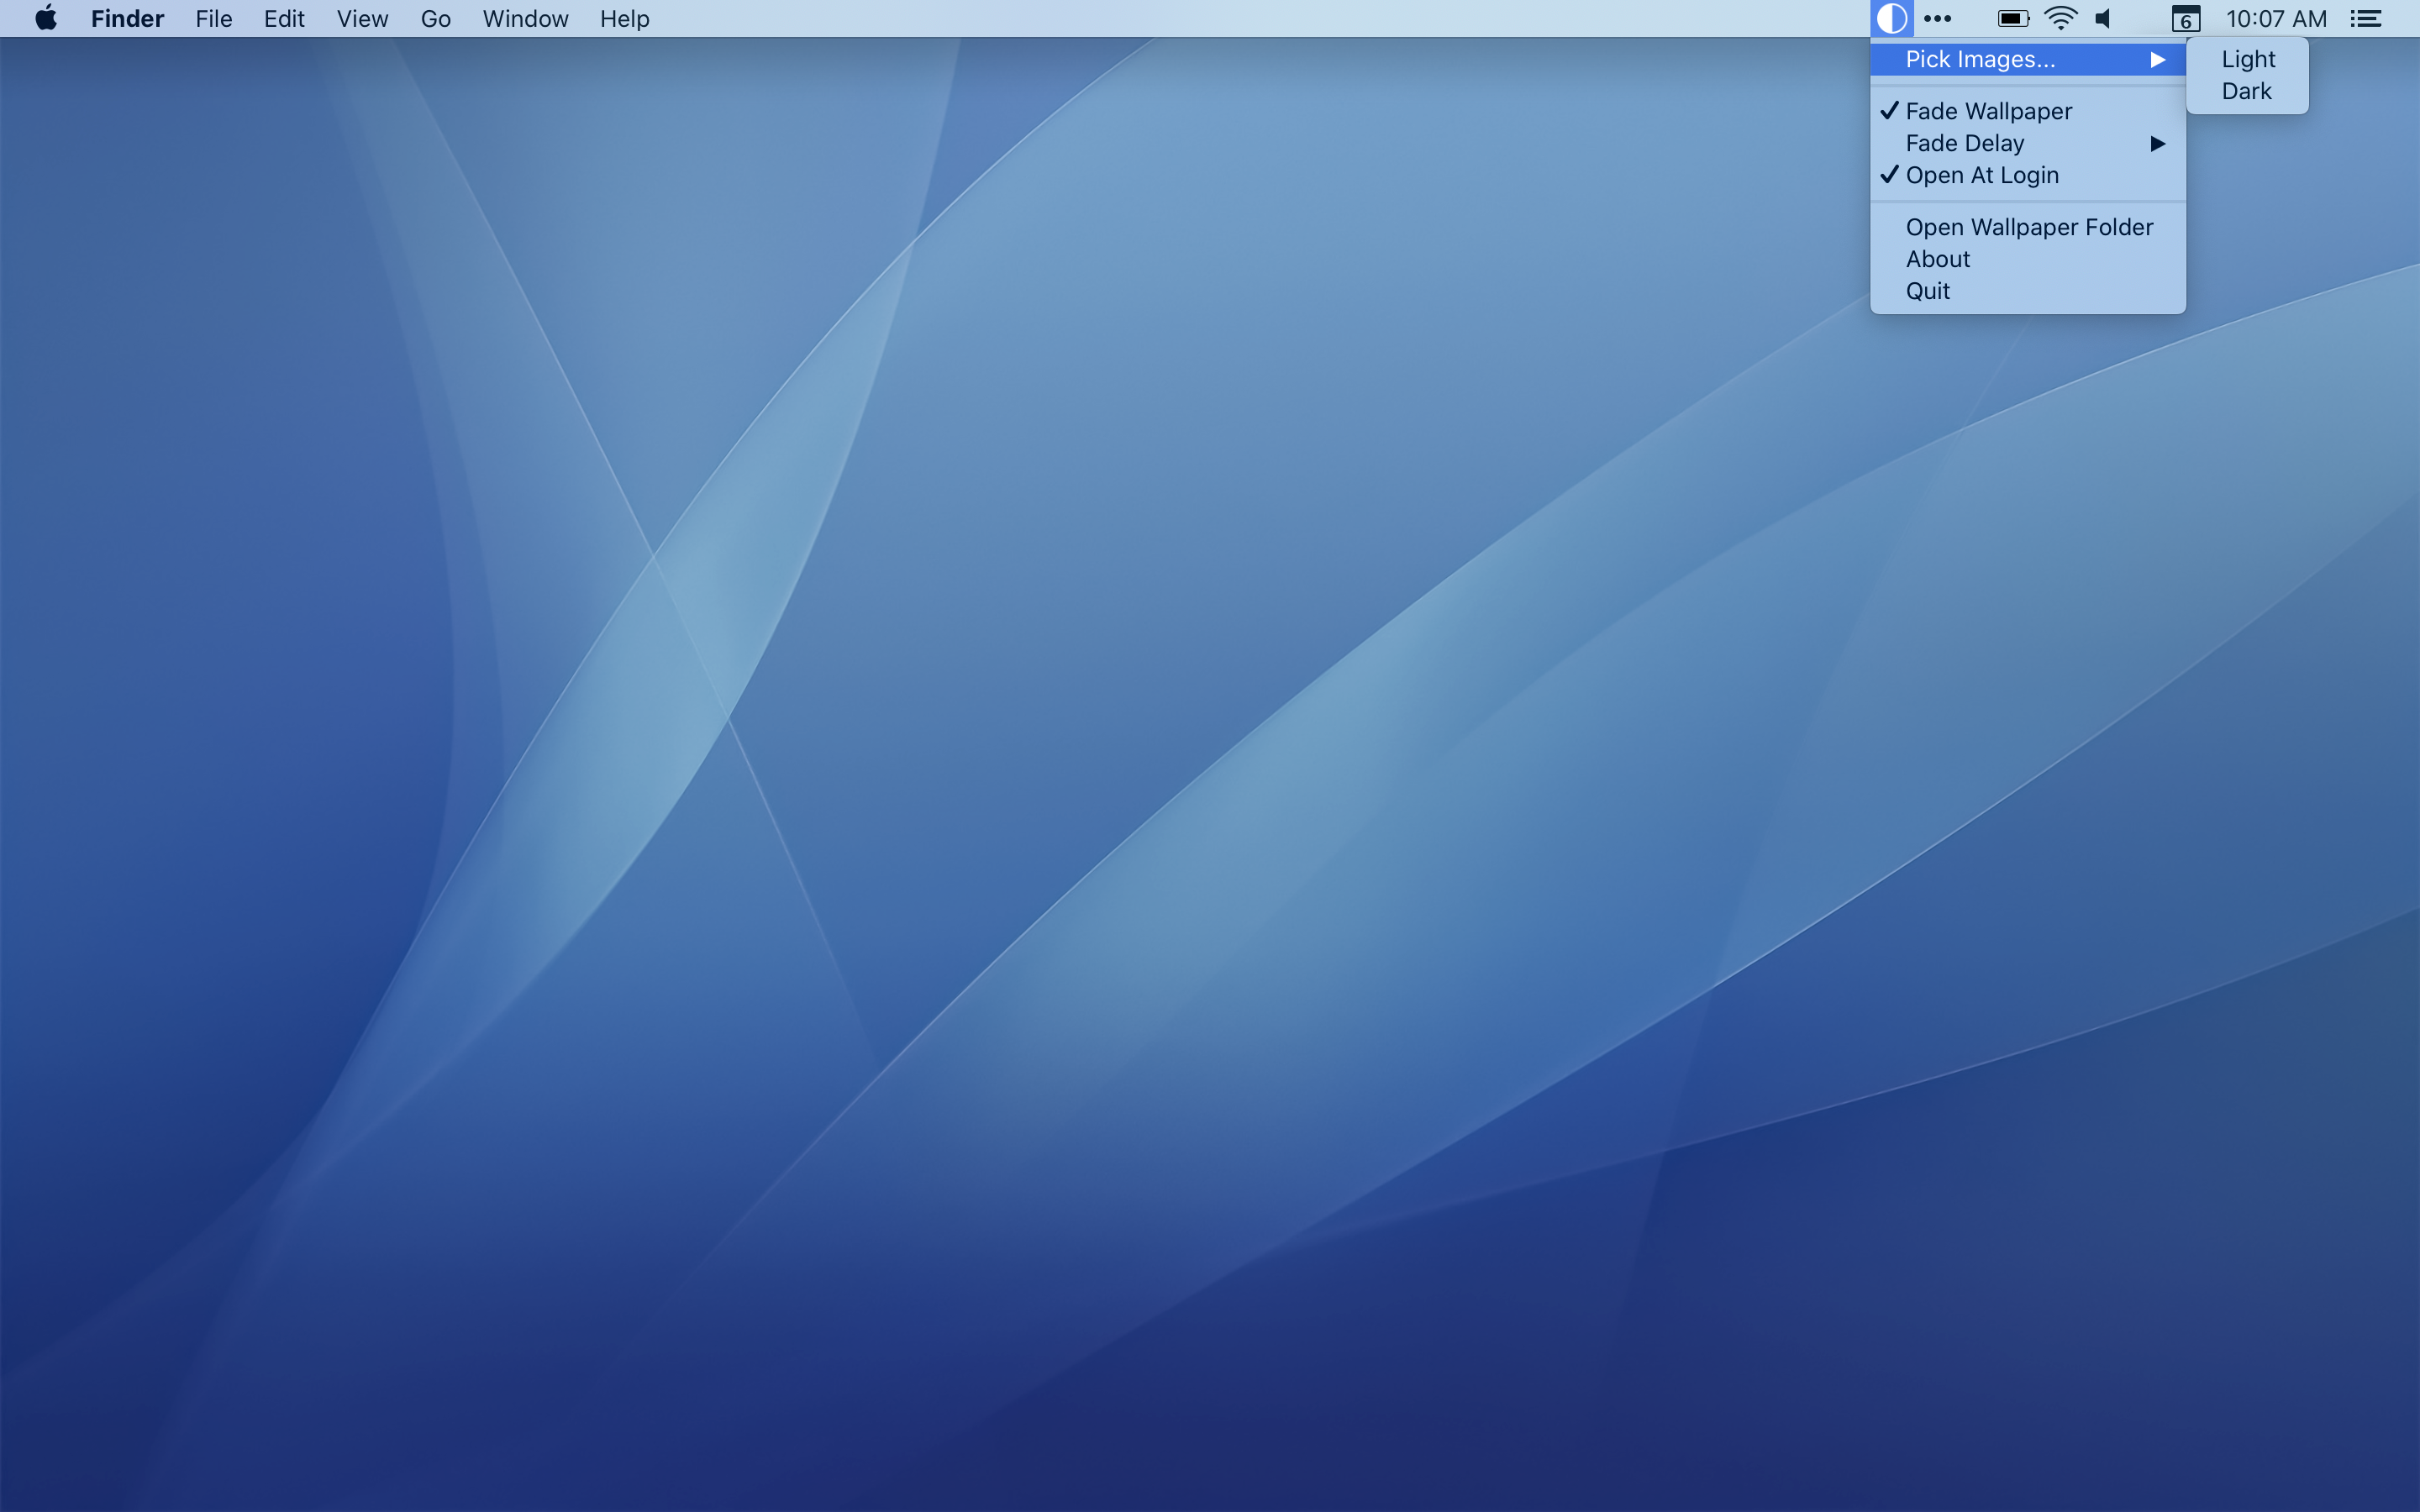 Finder File Edit View Go Window Help 6 10:07 AM
Pick Images...
Light
Dark
Fade Wallpaper
Fade Delay
Open At Login
Open Wallpaper Folder
About
Quit